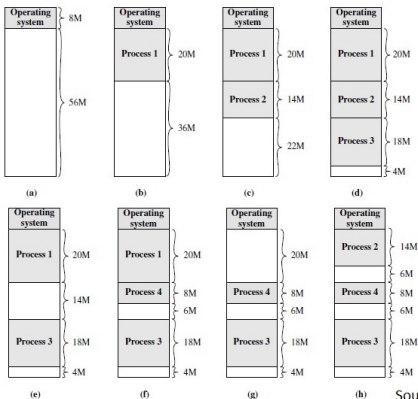 Operating
system
8M
56M
(a)
Operating
system
Process 1
20M
36M
(b)
Operating
system
Process 1
20M
Process 2
14M
22M
(c)
Operating
system
Process 1
20M
Process 2
14M
Process 3
18M
4M
(d)
Operating
system
Process 1
20M
14M
Process 3
18M
4M
(e)
Operating
system
Process 1
20M
Process 4
8M
6M
Process 3
18M
4M
(f)
Operating
system
20M
Process 4
8M
6M
Process 3
18M
4M
(g)
Operating
system
Process 2
14M
6M
Process 4
8M
6M
Process 3
18M
4M
(h)
Sou